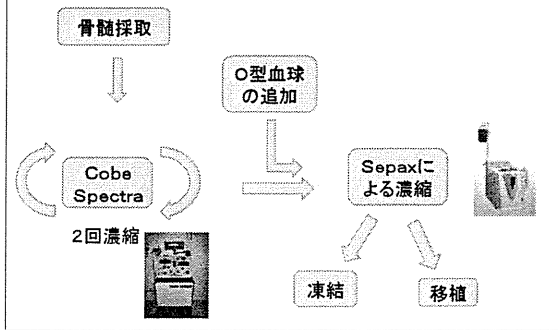 骨髄採取
O型血球
の追加
Cobe
Spectra
2回濃縮
Sepaxに
よる濃縮
凍結
移植